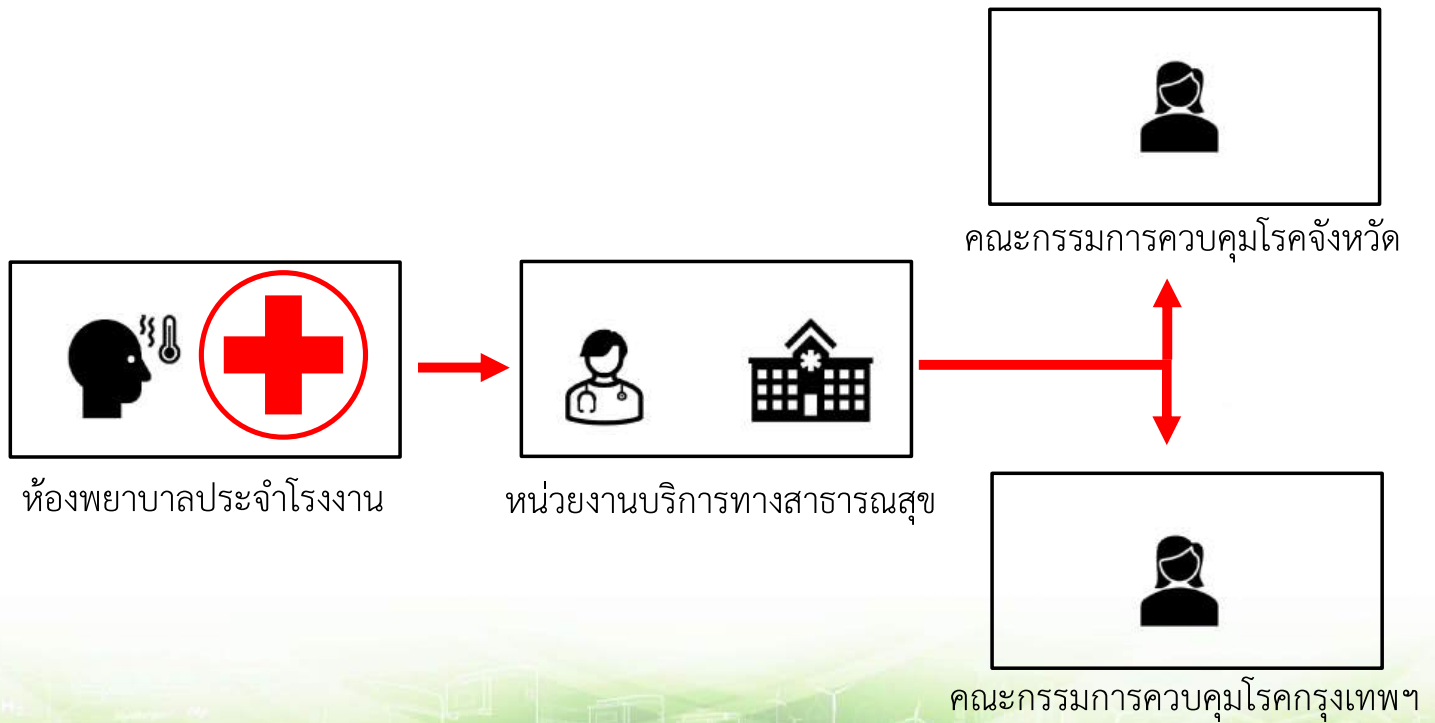 คณะกรรมการควบคุมโรคจังหวัด
ห้องพยาบาลประจำโรงงาน
หน่วยงานบริการทางสาธารณสุข
คณะกรรมการควบคุมโรคกรุงเทพฯ